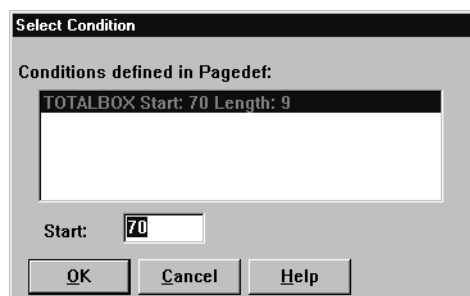 Select Condition
Conditions defined in Pagedef:
TOTALBOX Start: 70 Length: 9
Start: 70
OK Cancel Help